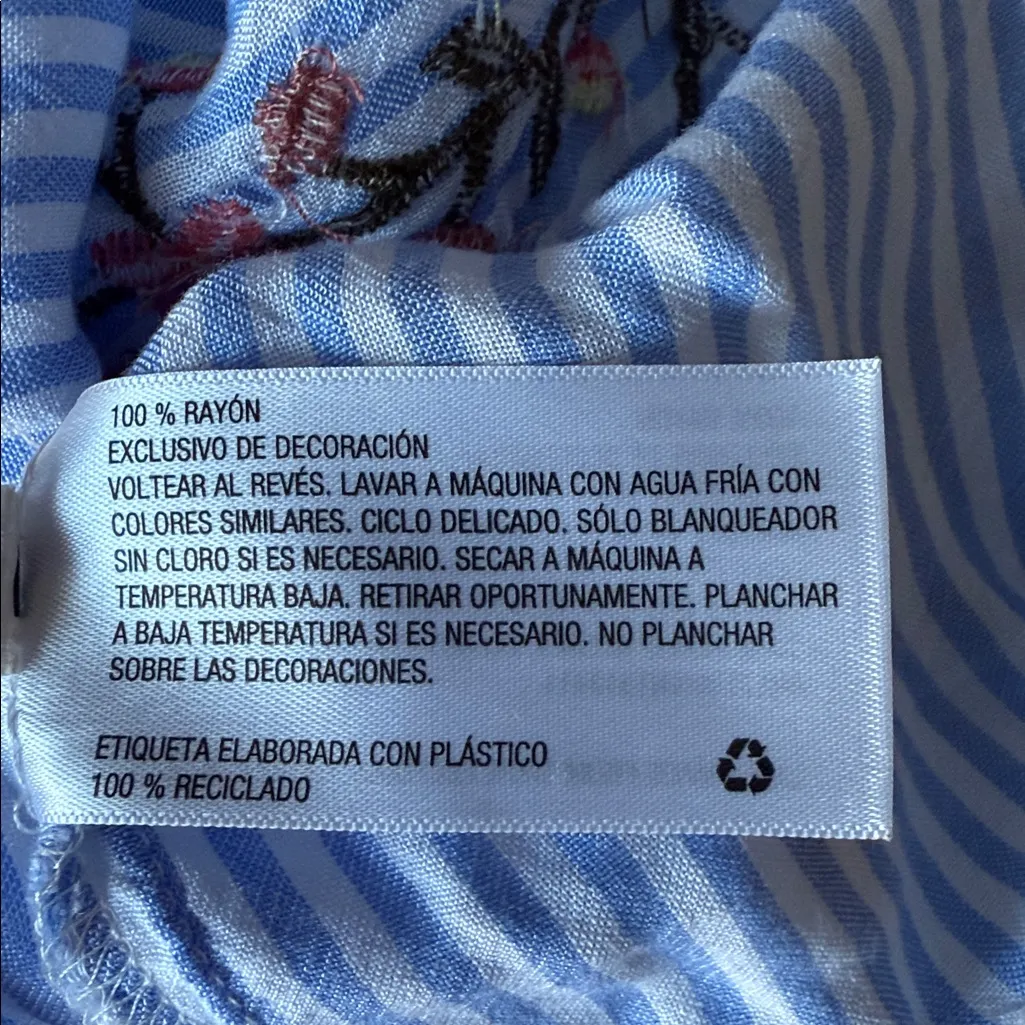 100 % RAYÓN
EXCLUSIVO DE DECORACIÓN
VOLTEAR AL REVÉS. LAVAR A MÁQUINA CON AGUA FRÍA CON
COLORES SIMILARES. CICLO DELICADO. SÓLO BLANQUEADOR
SIN CLORO SI ES NECESARIO. SECAR A MÁQUINA A
TEMPERATURA BAJA. RETIRAR OPORTUNAMENTE. PLANCHAR
A BAJA TEMPERATURA SI ES NECESARIO. NO PLANCHAR
SOBRE LAS DECORACIONES.
ETIQUETA ELABORADA CON PLÁSTICO
100 % RECICLADO